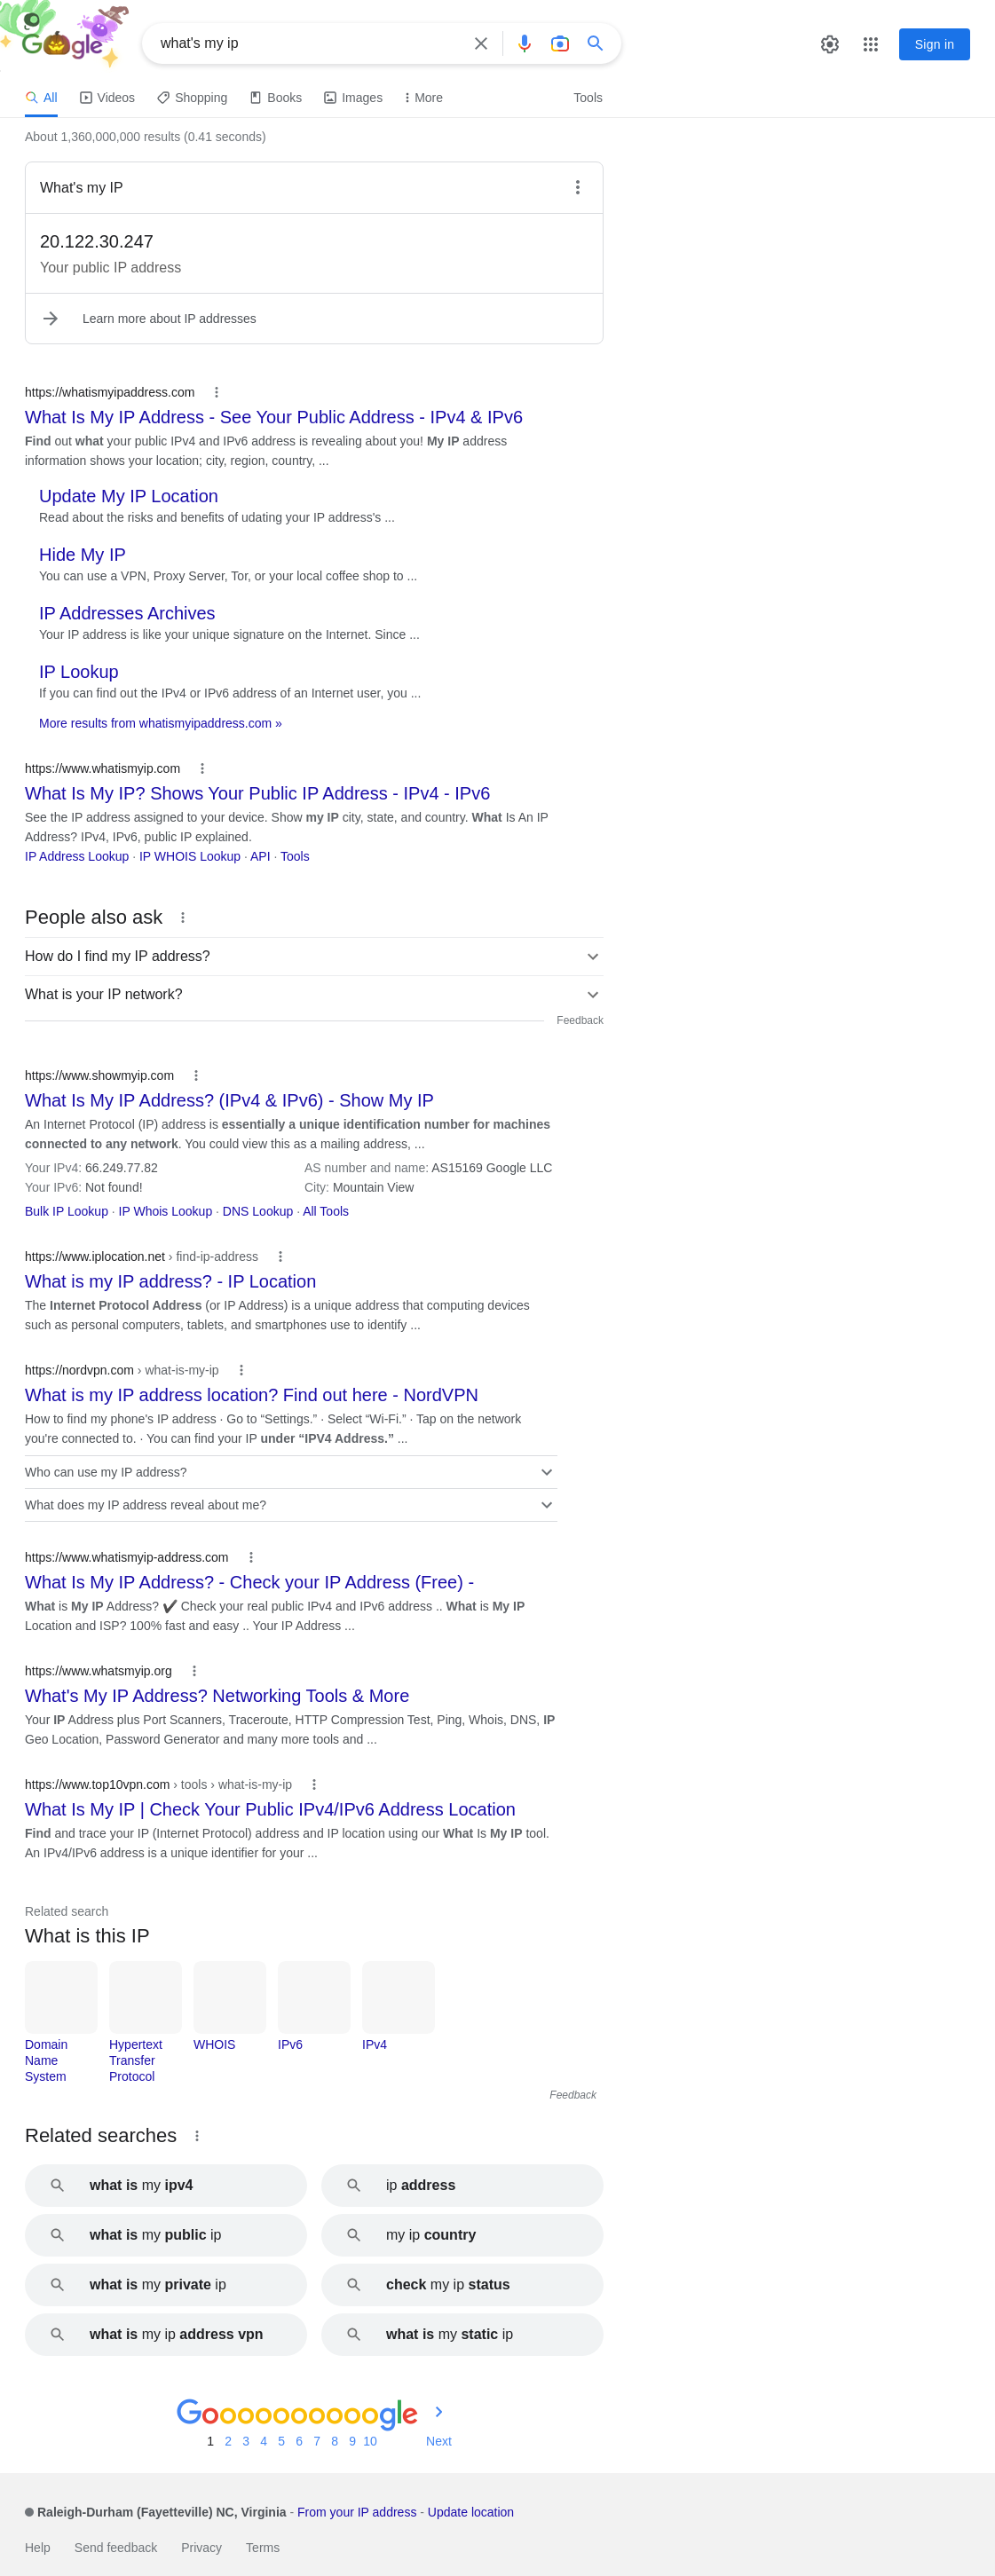 Google
what's my ip
Sign in
All Videos Shopping Books Images More Tools
About 1,360,000,000 results (0.41 seconds)
What's my IP
20.122.30.247
Your public IP address
Learn more about IP addresses
https://whatismyipaddress.com
What Is My IP Address - See Your Public Address - IPv4 & IPv6
Find out what your public IPv4 and IPv6 address is revealing about you! My IP address
information shows your location; city, region, country, ...
Update My IP Location
Read about the risks and benefits of udating your IP address's ...
Hide My IP
You can use a VPN, Proxy Server, Tor, or your local coffee shop to ...
IP Addresses Archives
Your IP address is like your unique signature on the Internet. Since ...
IP Lookup
If you can find out the IPv4 or IPv6 address of an Internet user, you ...
More results from whatismyipaddress.com »
https://www.whatismyip.com
What Is My IP? Shows Your Public IP Address - IPv4 - IPv6
See the IP address assigned to your device. Show my IP city, state, and country. What Is An IP
Address? IPv4, IPv6, public IP explained.
IP Address Lookup · IP WHOIS Lookup · API · Tools
People also ask
How do I find my IP address?
What is your IP network?
Feedback
https://www.showmyip.com
What Is My IP Address? (IPv4 & IPv6) - Show My IP
An Internet Protocol (IP) address is essentially a unique identification number for machines
connected to any network. You could view this as a mailing address, ...
Your IPv4: 66.249.77.82 AS number and name: AS15169 Google LLC
Your IPv6: Not found! City: Mountain View
Bulk IP Lookup · IP Whois Lookup · DNS Lookup · All Tools
https://www.iplocation.net › find-ip-address
What is my IP address? - IP Location
The Internet Protocol Address (or IP Address) is a unique address that computing devices
such as personal computers, tablets, and smartphones use to identify ...
https://nordvpn.com › what-is-my-ip
What is my IP address location? Find out here - NordVPN
How to find my phone's IP address · Go to “Settings.” · Select “Wi-Fi.” · Tap on the network
you're connected to. · You can find your IP under “IPV4 Address.” ...
Who can use my IP address?
What does my IP address reveal about me?
https://www.whatismyip-address.com
What Is My IP Address? - Check your IP Address (Free) -
What is My IP Address? ✔ Check your real public IPv4 and IPv6 address .. What is My IP
Location and ISP? 100% fast and easy .. Your IP Address ...
https://www.whatsmyip.org
What's My IP Address? Networking Tools & More
Your IP Address plus Port Scanners, Traceroute, HTTP Compression Test, Ping, Whois, DNS, IP
Geo Location, Password Generator and many more tools and ...
https://www.top10vpn.com › tools › what-is-my-ip
What Is My IP | Check Your Public IPv4/IPv6 Address Location
Find and trace your IP (Internet Protocol) address and IP location using our What Is My IP tool.
An IPv4/IPv6 address is a unique identifier for your ...
Related search
What is this IP
Domain Name System
Hypertext Transfer Protocol
WHOIS
IPv6
IPv4
Feedback
Related searches
what is my ipv4
ip address
what is my public ip
my ip country
what is my private ip
check my ip status
what is my ip address vpn
what is my static ip
Goooooooooogle
1 2 3 4 5 6 7 8 9 10 Next
Raleigh-Durham (Fayetteville) NC, Virginia - From your IP address - Update location
Help Send feedback Privacy Terms